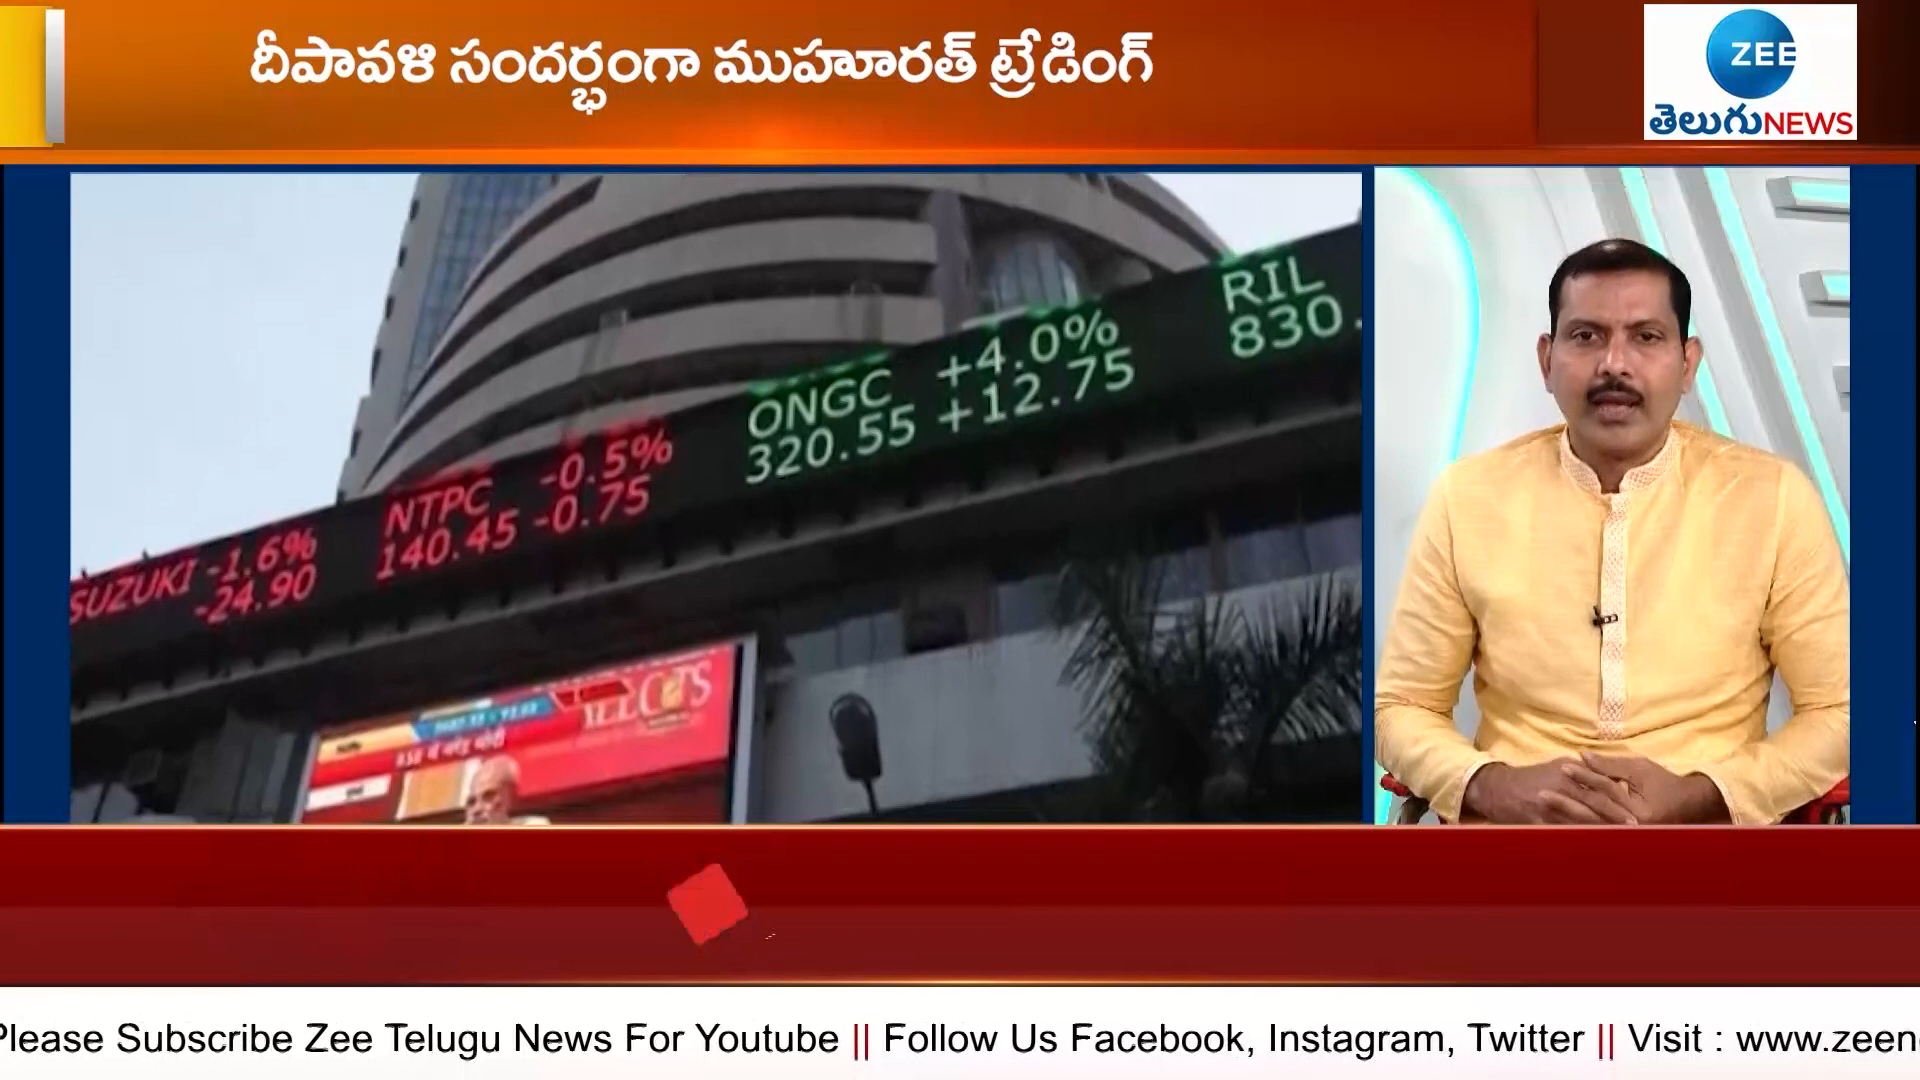 దీపావళి సందర్భంగా ముహూరత్ ట్రేడింగ్
ZEE
తెలుగు NEWS
SUZUKI -1.6%
-24.90
NTPC -0.5%
140.45 -0.75
ONGC +4.0%
320.55 +12.75
RIL
830.
Please Subscribe Zee Telugu News For Youtube || Follow Us Facebook, Instagram, Twitter || Visit : www.zeen